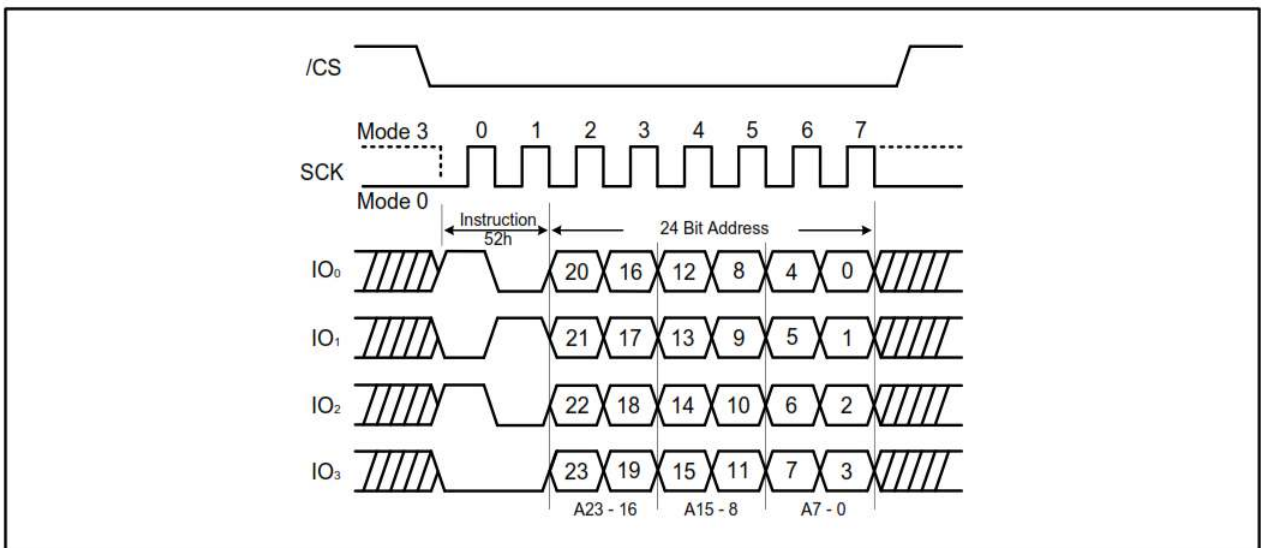 /CS
Mode 3 0 1 2 3 4 5 6 7
SCK
Mode 0
Instruction
52h
24 Bit Address
IO₀ 20 16 12 8 4 0
IO₁ 21 17 13 9 5 1
IO₂ 22 18 14 10 6 2
IO₃ 23 19 15 11 7 3
A23 - 16 A15 - 8 A7 - 0